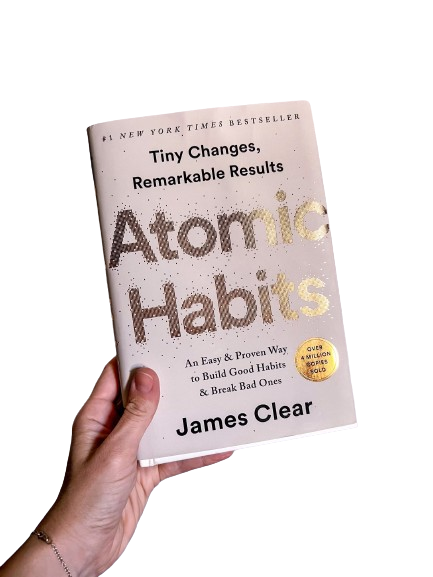 #1 NEW YORK TIMES BESTSELLER
Tiny Changes,
Remarkable Results
Atomic
Habits
An Easy & Proven Way
to Build Good Habits
& Break Bad Ones
OVER
4 MILLION
COPIES
SOLD
James Clear